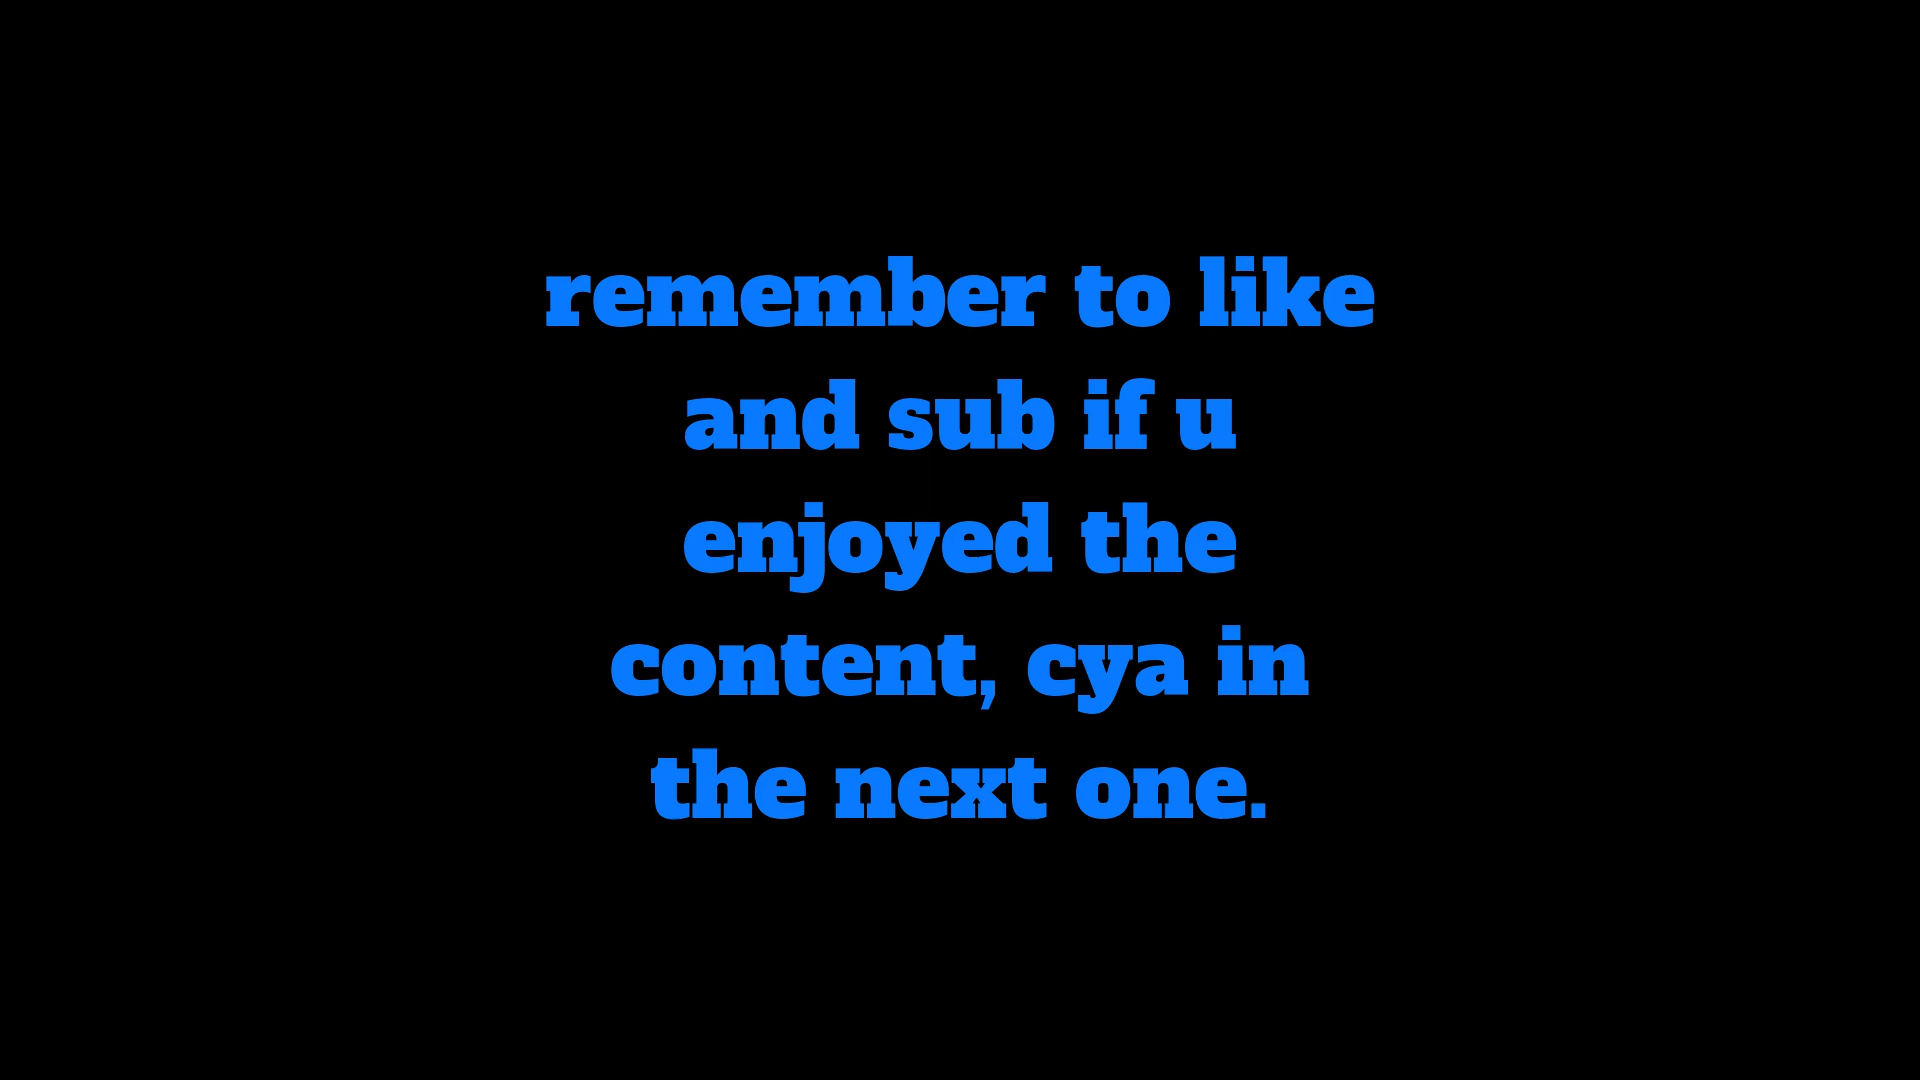 remember to like
and sub if u
enjoyed the
content, cya in
the next one.